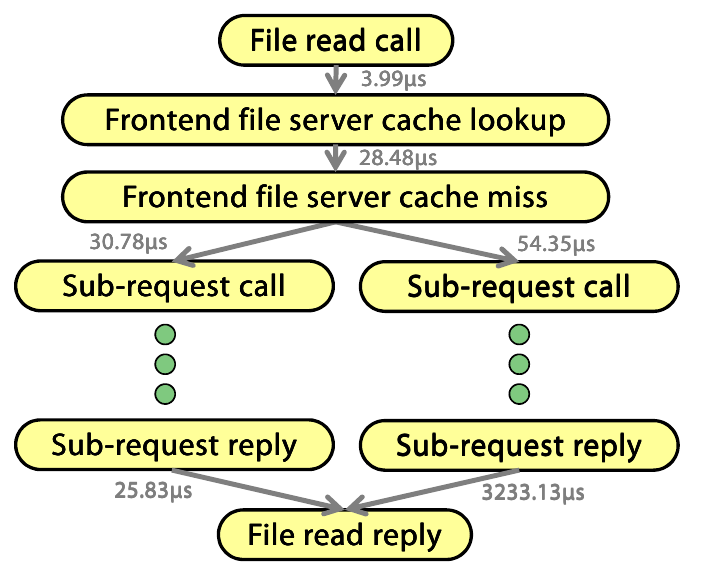 File read call
3.99µs
Frontend file server cache lookup
28.48µs
Frontend file server cache miss
30.78µs
54.35µs
Sub-request call
Sub-request call
Sub-request reply
Sub-request reply
25.83µs
3233.13µs
File read reply